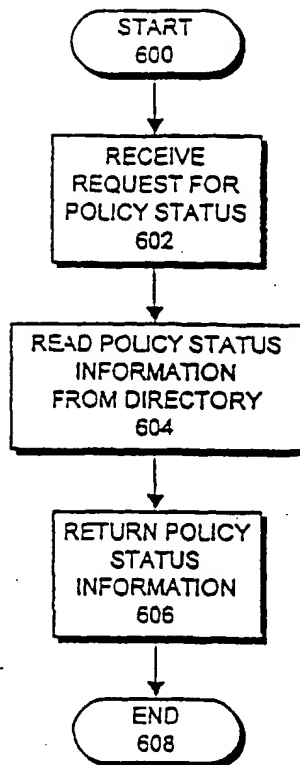 START
600
RECEIVE
REQUEST FOR
POLICY STATUS
602
READ POLICY STATUS
INFORMATION
FROM DIRECTORY
604
RETURN POLICY
STATUS
INFORMATION
606
END
608